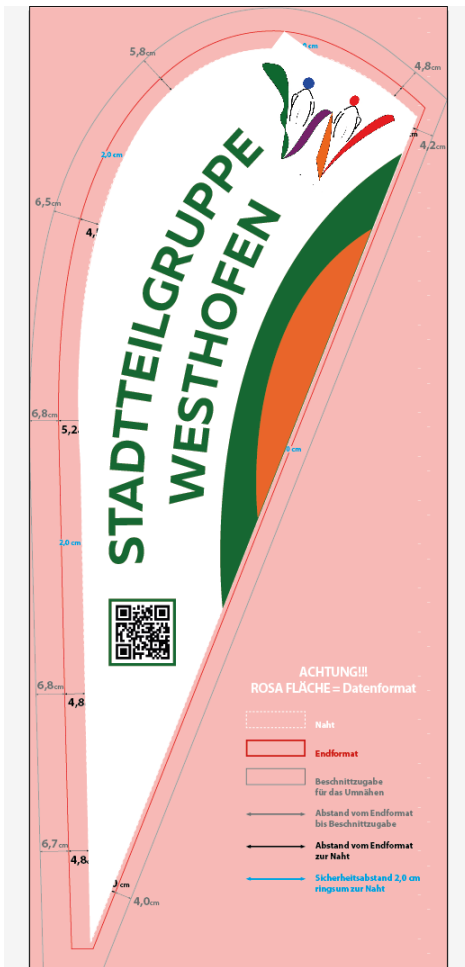 5,8cm
4,8cm
4,2cm
2,0 cm
6,5cm
STADTTEILGRUPPE
WESTHOFEN
6,8cm
5,2
2,0 cm
6,8cm
4,8
6,7cm
4,8
4,0cm
ACHTUNG!!!
ROSA FLÄCHE = Datenformat
Naht
Endformat
Beschnittzugabe
für das Umnähen
Abstand vom Endformat
bis Beschnittzugabe
Abstand vom Endformat
zur Naht
Sicherheitsabstand 2,0 cm
ringsum zur Naht